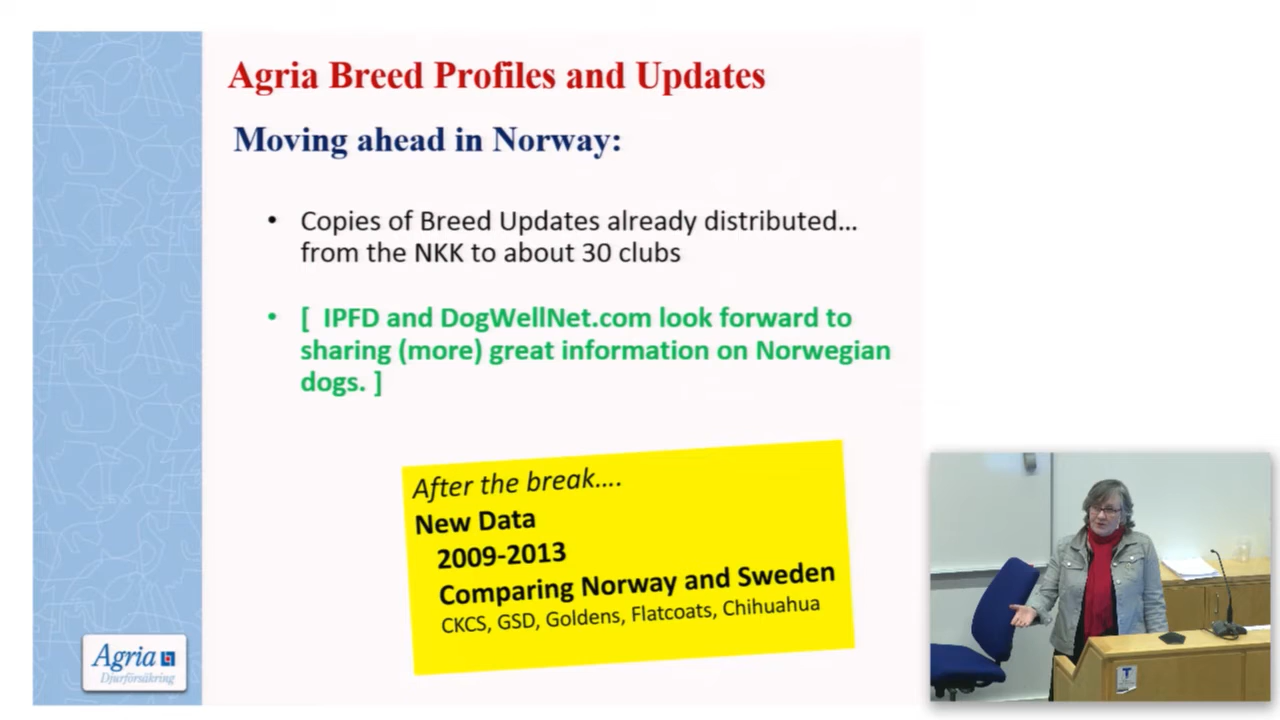 Agria Breed Profiles and Updates
Moving ahead in Norway:
• Copies of Breed Updates already distributed...
from the NKK to about 30 clubs
• [ IPFD and DogWellNet.com look forward to
sharing (more) great information on Norwegian
dogs. ]
After the break....
New Data
2009-2013
Comparing Norway and Sweden
CKCS, GSD, Goldens, Flatcoats, Chihuahua
Agria
Djurförsäkring